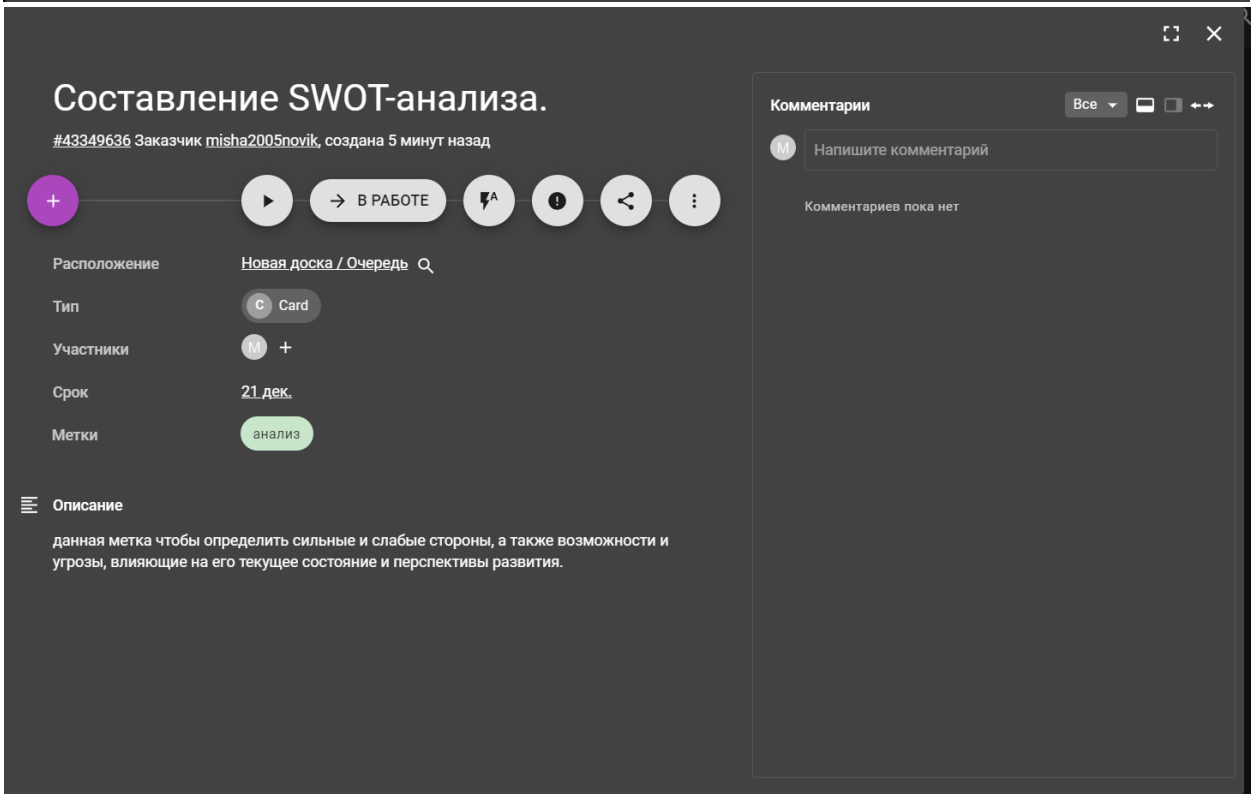 Составление SWOT-анализа.
#43349636 Заказчик misha2005novik, создана 5 минут назад
+
В РАБОТЕ
A
Расположение
Новая доска / Очередь
Тип
C Card
Участники
M +
Срок
21 дек.
Метки
анализ
Описание
данная метка чтобы определить сильные и слабые стороны, а также возможности и
угрозы, влияющие на его текущее состояние и перспективы развития.
Комментарии
Все
M
Напишите комментарий
Комментариев пока нет